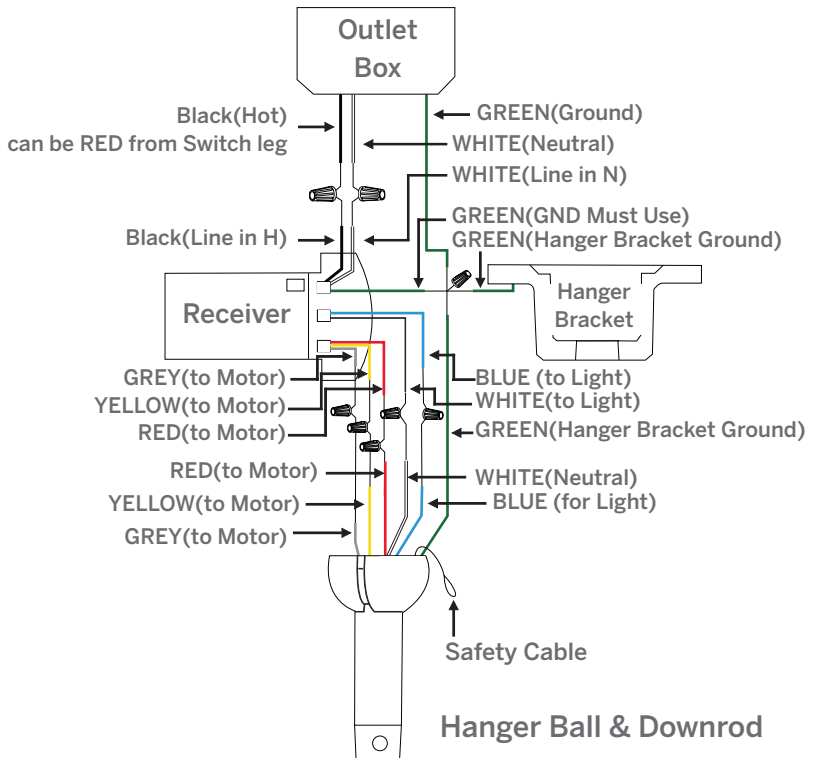 Outlet
Box
Black(Hot)
can be RED from Switch leg
GREEN(Ground)
WHITE(Neutral)
WHITE(Line in N)
GREEN(GND Must Use)
Black(Line in H)
GREEN(Hanger Bracket Ground)
Receiver
Hanger
Bracket
GREY(to Motor)
YELLOW(to Motor)
RED(to Motor)
BLUE (to Light)
WHITE(to Light)
GREEN(Hanger Bracket Ground)
RED(to Motor)
YELLOW(to Motor)
GREY(to Motor)
WHITE(Neutral)
BLUE (for Light)
Safety Cable
Hanger Ball & Downrod